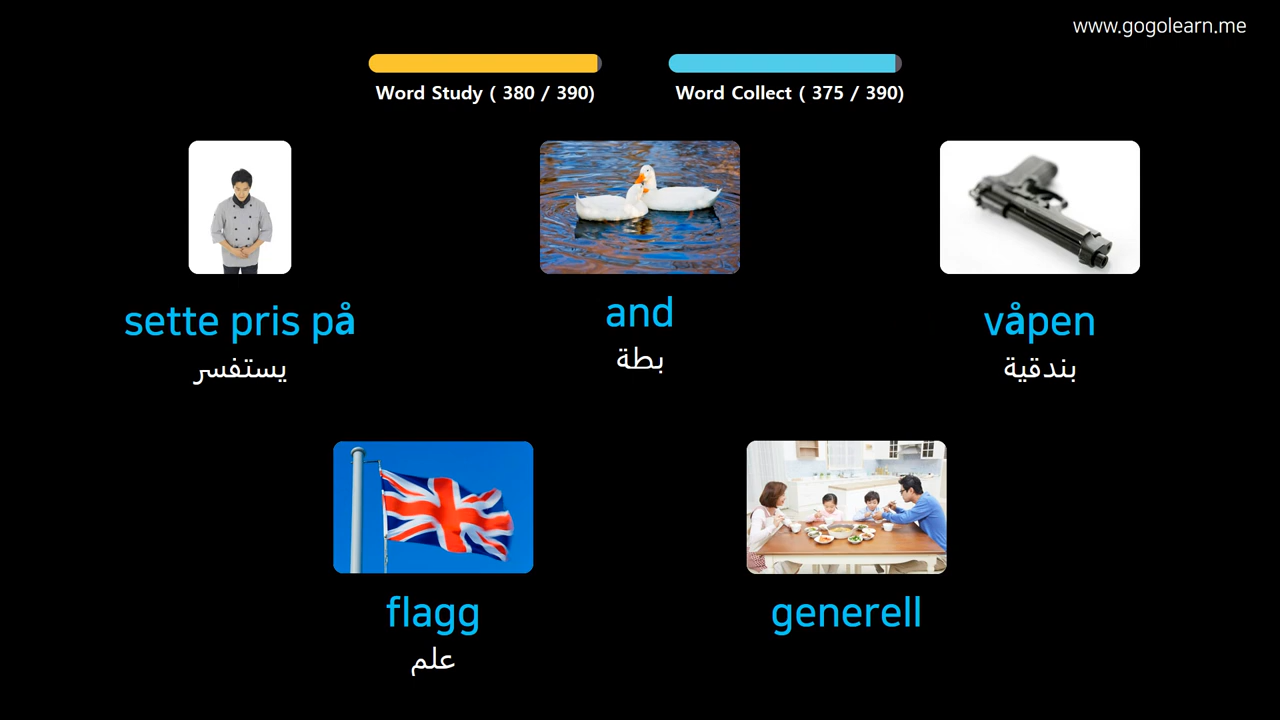 www.gogolearn.me
Word Study ( 380 / 390)
Word Collect ( 375 / 390)
sette pris på
يستفسر
and
بطة
våpen
بندقية
flagg
علم
generell